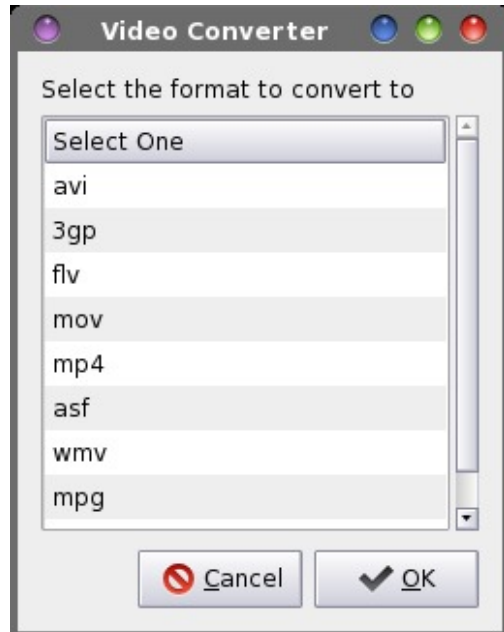 Video Converter
Select the format to convert to
Select One
avi
3gp
flv
mov
mp4
asf
wmv
mpg
Cancel
OK